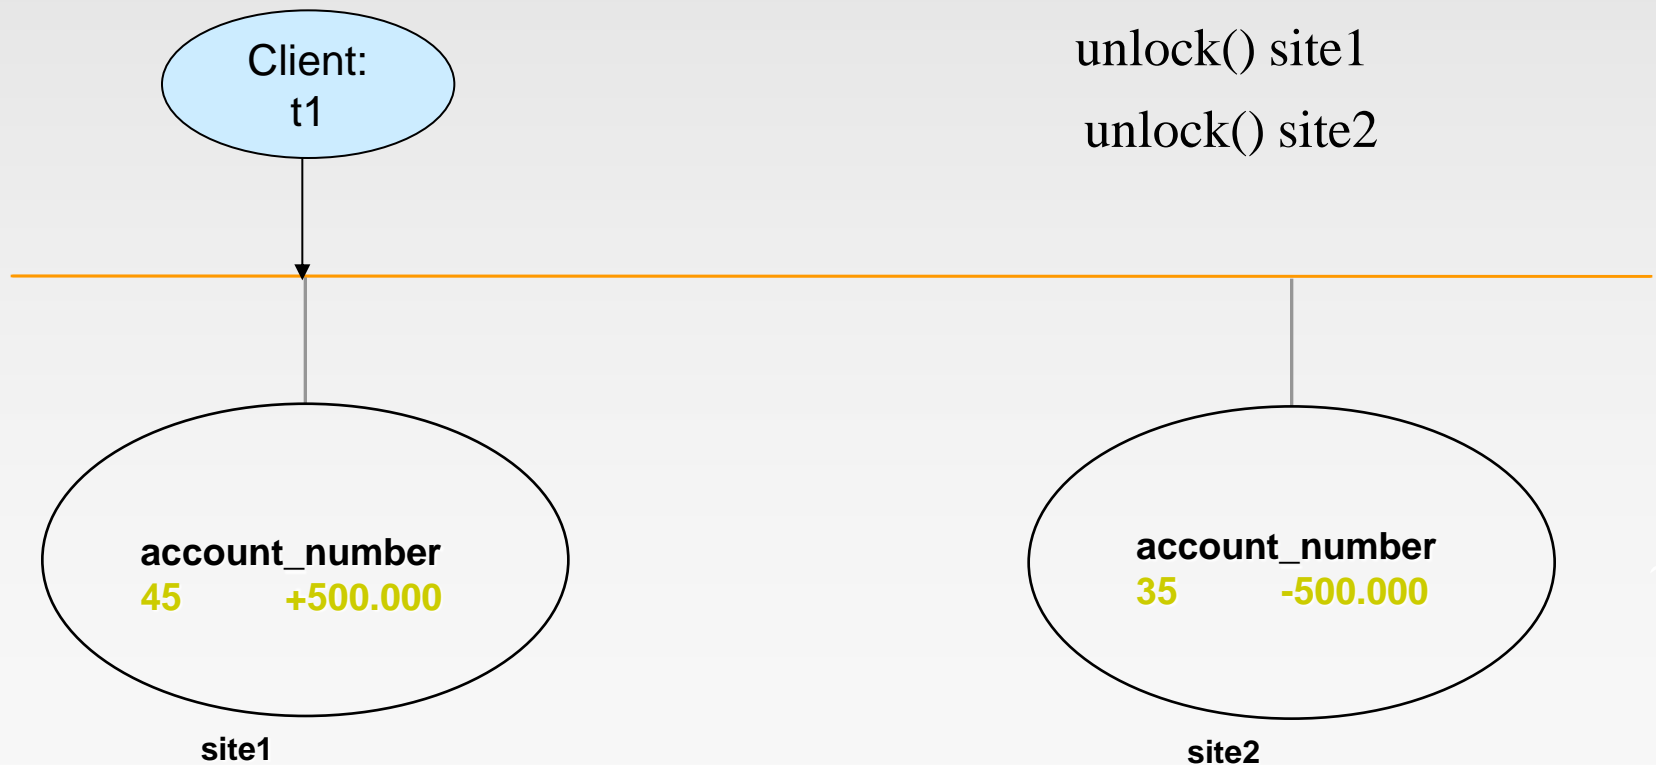 Client:
t1
unlock() site1
unlock() site2
account_number
45 +500.000
site1
account_number
35 -500.000
site2